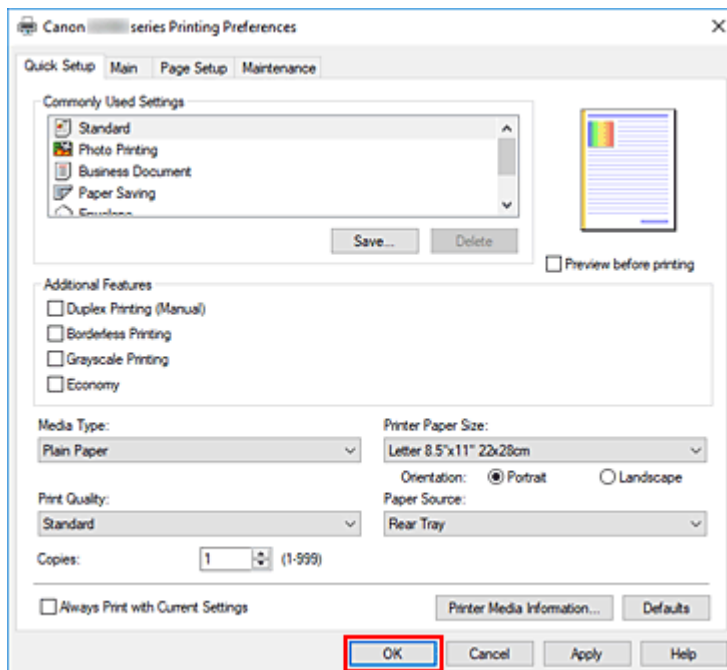 Canon series Printing Preferences
Quick Setup Main Page Setup Maintenance
Commonly Used Settings
Standard
Photo Printing
Business Document
Paper Saving
Save... Delete
Preview before printing
Additional Features
Duplex Printing (Manual)
Borderless Printing
Grayscale Printing
Economy
Media Type: Printer Paper Size:
Plain Paper Letter 8.5"x11" 22x28cm
Orientation: Portrait Landscape
Print Quality: Paper Source:
Standard Rear Tray
Copies: 1 (1-999)
Always Print with Current Settings Printer Media Information... Defaults
OK Cancel Apply Help